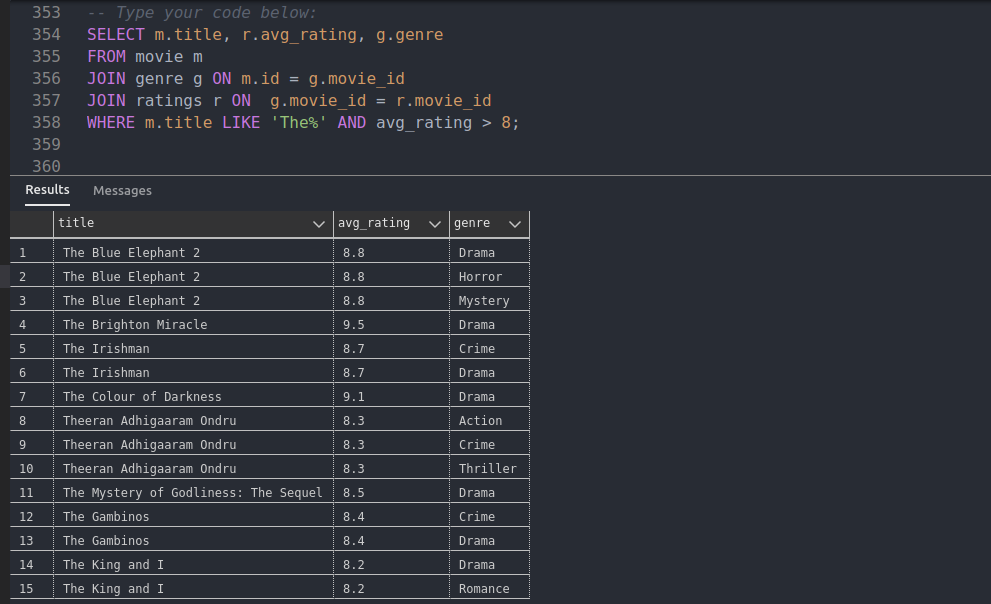 353 -- Type your code below:
354 SELECT m.title, r.avg_rating, g.genre
355 FROM movie m
356 JOIN genre g ON m.id = g.movie_id
357 JOIN ratings r ON  g.movie_id = r.movie_id
358 WHERE m.title LIKE 'The%' AND avg_rating > 8;
359
360
Results Messages
title avg_rating genre
1 The Blue Elephant 2 8.8 Drama
2 The Blue Elephant 2 8.8 Horror
3 The Blue Elephant 2 8.8 Mystery
4 The Brighton Miracle 9.5 Drama
5 The Irishman 8.7 Crime
6 The Irishman 8.7 Drama
7 The Colour of Darkness 9.1 Drama
8 Theeran Adhigaaram Ondru 8.3 Action
9 Theeran Adhigaaram Ondru 8.3 Crime
10 Theeran Adhigaaram Ondru 8.3 Thriller
11 The Mystery of Godliness: The Sequel 8.5 Drama
12 The Gambinos 8.4 Crime
13 The Gambinos 8.4 Drama
14 The King and I 8.2 Drama
15 The King and I 8.2 Romance